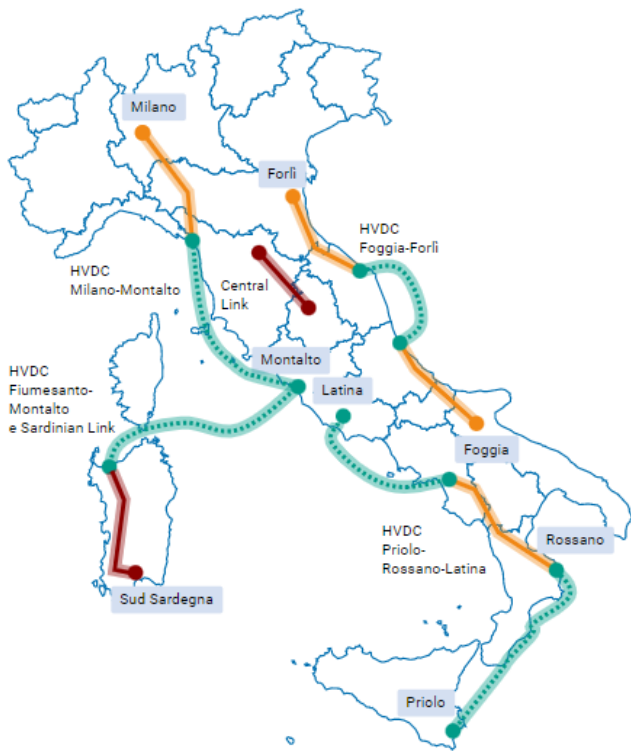 Milano
Forlì
HVDC
Foggia-Forlì
HVDC
Milano-Montalto
Central
Link
Montalto
Latina
HVDC
Fiumesanto-
Montalto
e Sardinian Link
Foggia
HVDC
Priolo-
Rossano-Latina
Rossano
Sud Sardegna
Priolo